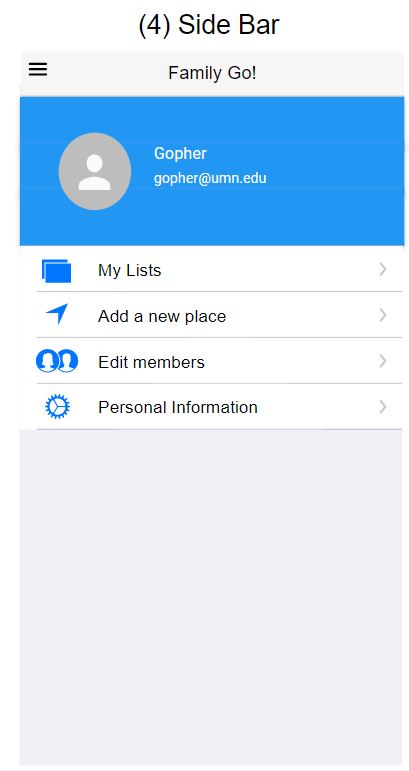 (4) Side Bar
Family Go!
Gopher
gopher@umn.edu
My Lists
Add a new place
Edit members
Personal Information